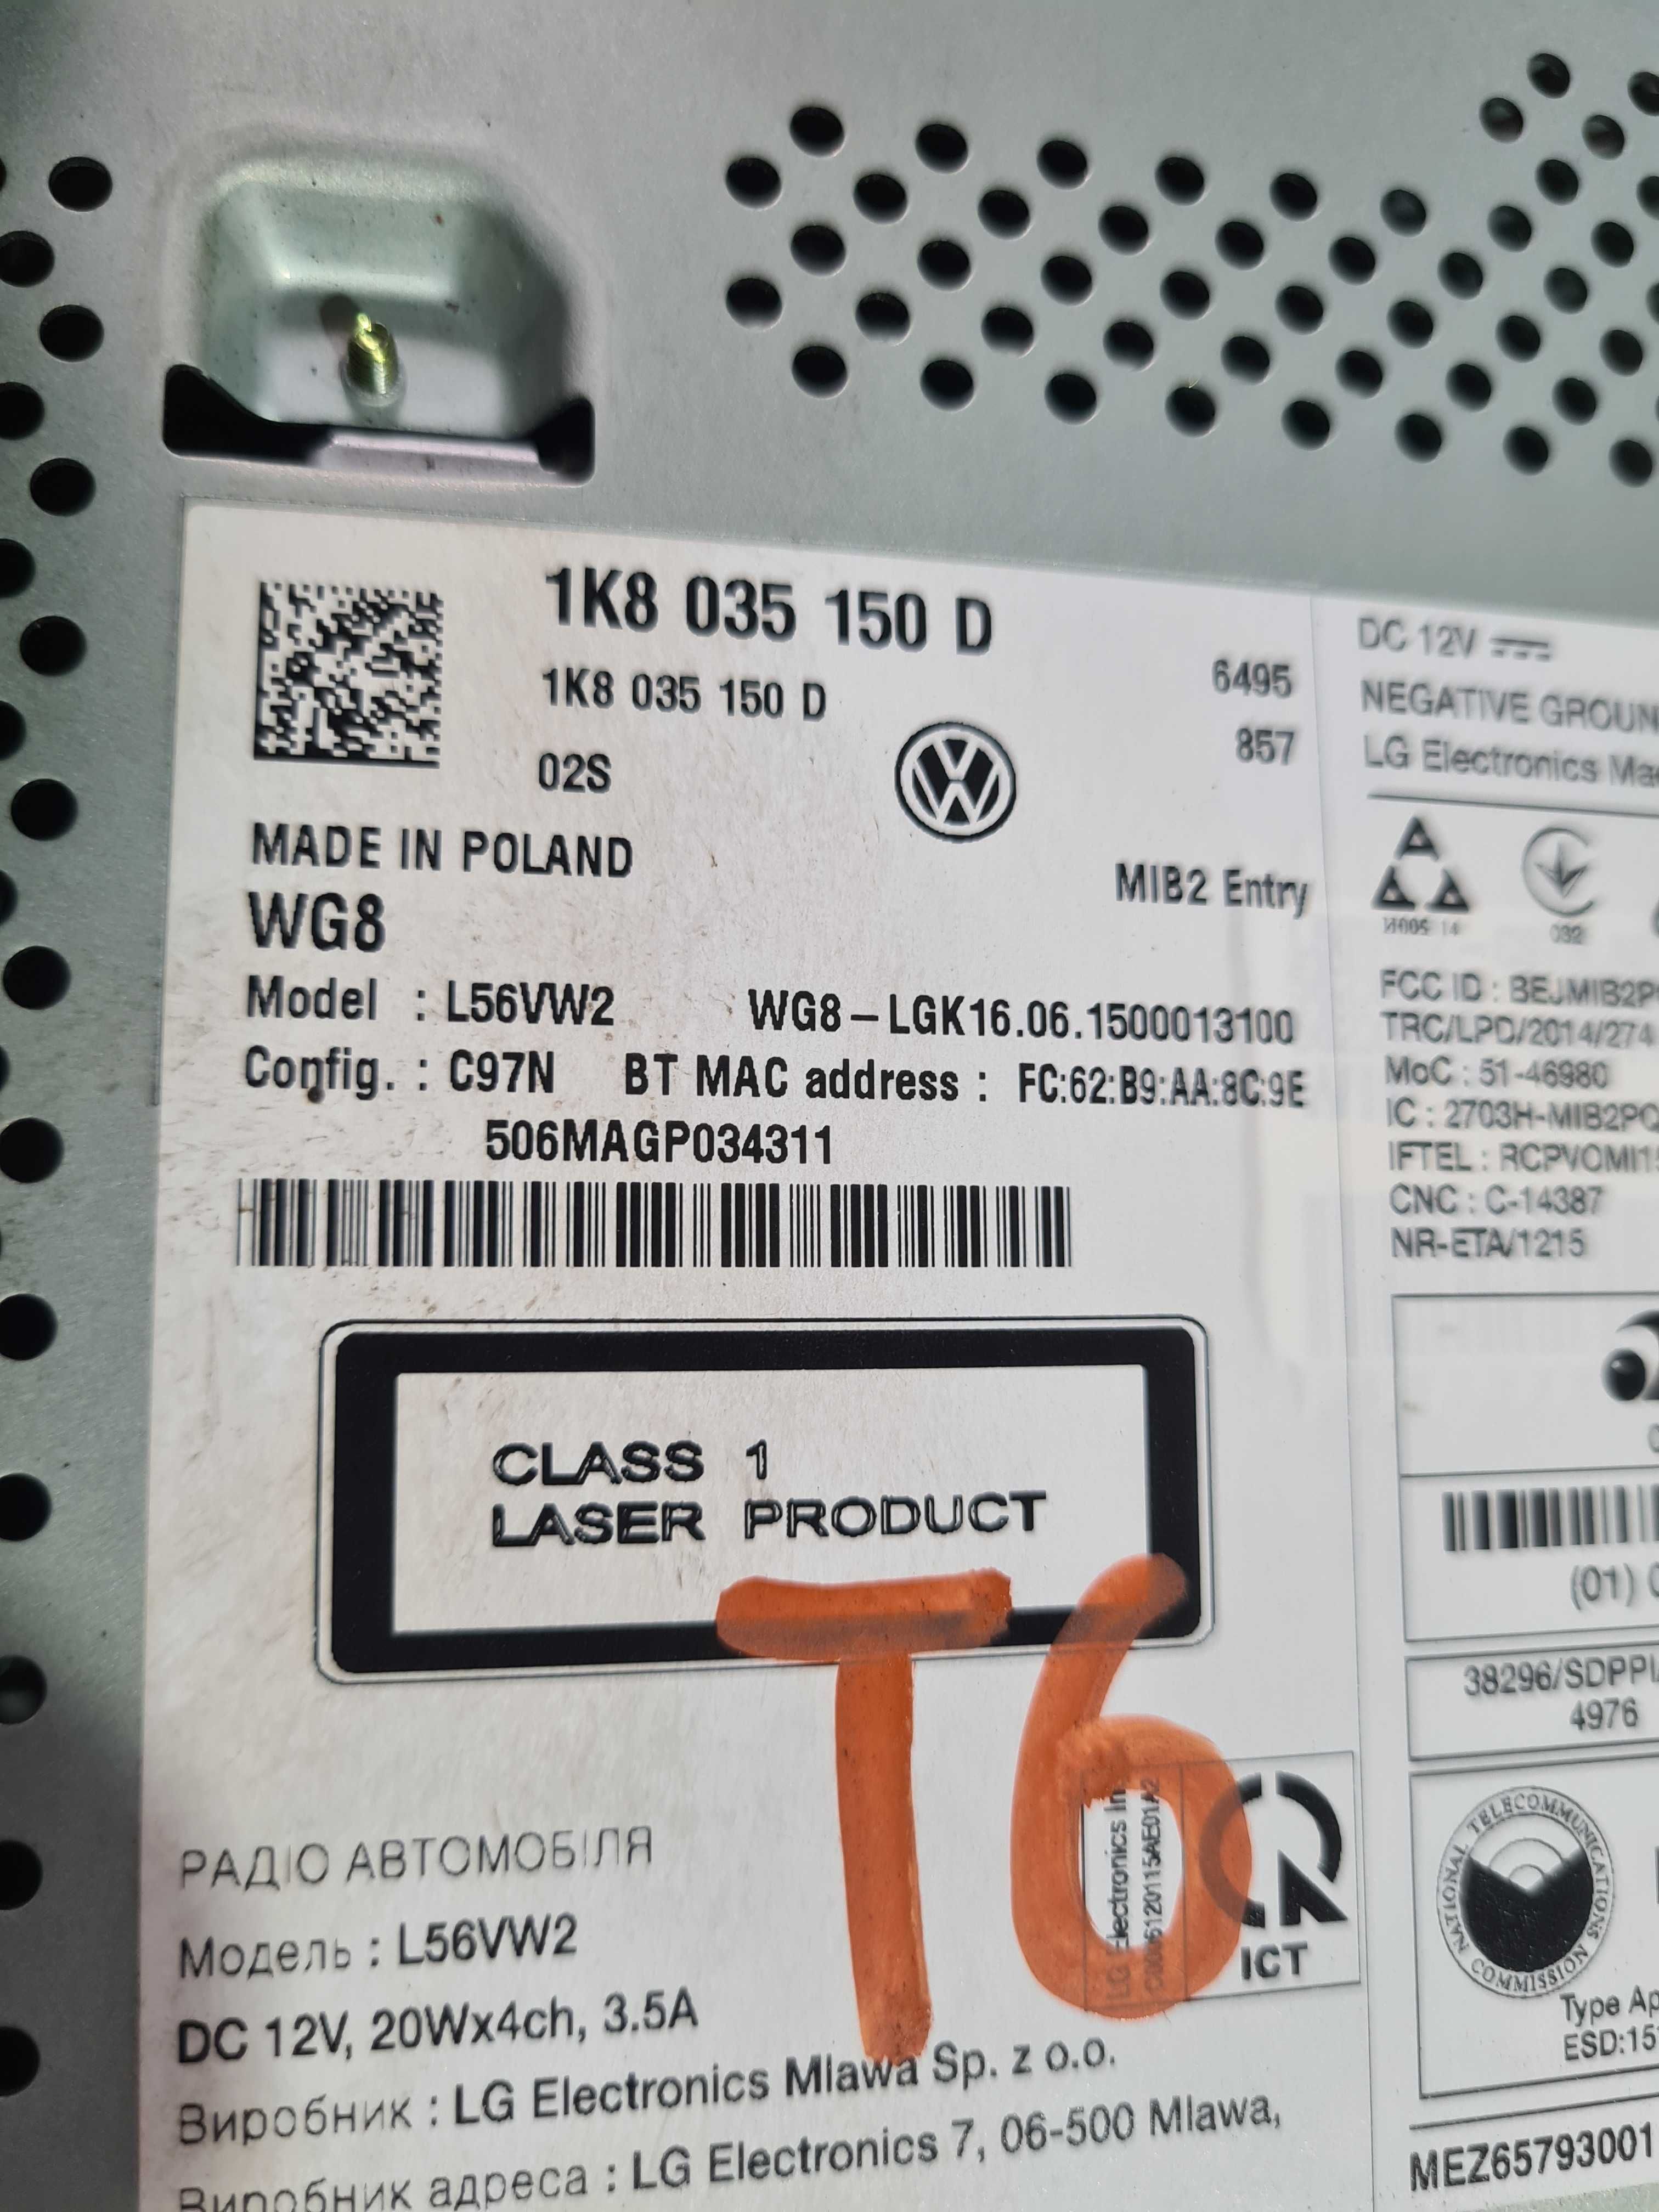 1K8 035 150 D
1K8 035 150 D
6495
02S
857
MADE IN POLAND
MIB2 Entry
WG8
Model : L56VW2 WG8-LGK16.06.1500013100
Config. : C97N BT MAC address : FC:62:B9:AA:8C:9E
506MAGP034311
CLASS 1
LASER PRODUCT
T6
РАДІО АВТОМОБІЛЯ
Модель : L56VW2
DC 12V, 20Wx4ch, 3.5A
Виробник : LG Electronics Mlawa Sp. z o.o.
Виробник адреса : LG Electronics 7, 06-500 Mlawa,
LG Electronics In
ICT
DC 12V
NEGATIVE GROUN
LG Electronics
032
FCC ID : BEJMIB2P
TRC/LPD/2014/274
MoC : 51-46980
IC : 2703H-MIB2PQ
IFTEL : RCPVOMI1
CNC : C-14387
NR-ETA/1215
(01)
38296/SDPPI
4976
NATIONAL TELECOMMUNICATIONS COMMISSION
Type Ap
ESD:15
MEZ65793001